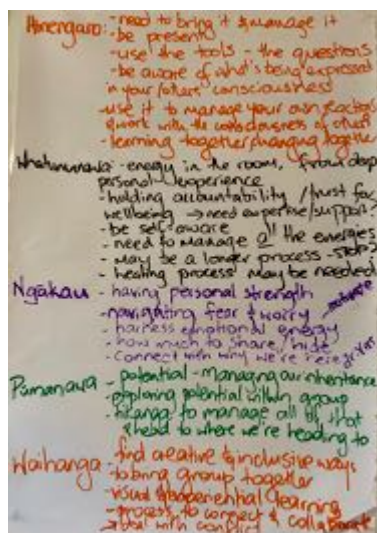 Hinengaro: - need to bring it & manage it
- be present
- use the tools - the questions
- be aware of what's being expressed
in your/others consciousness
- use it to manage your own reactions
& work with the consciousness of others
- learning together/changing together
Whatumanawa - energy in the room, from deep
personal experience
- holding accountability / trust for
wellbeing → need expertise/support?
- be self-aware
- need to manage all the energies
- may be a longer process - steps
- healing process may be needed
Ngākau - having personal strength
- navigating fear & worry
- harness emotional energy
- how much to share / hide
- connect with why we're here
Pūmanawa - potential - managing our inheritance
- exploring potential within group
- tikanga to manage all of that
& head to where we're heading to
Waihanga - find creative & inclusive ways
to bring group together
- visual & experiential learning
- process to connect & collaborate
→ deal with conflict